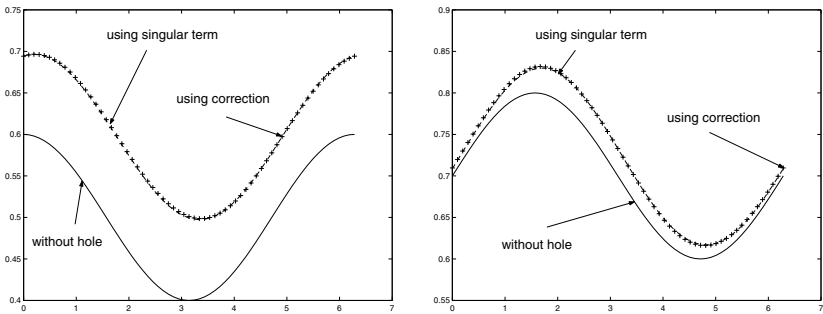 0.75
using singular term
0.7
0.65
using correction
0.6
0.55
0.5
without hole
0.45
0.4
0 1 2 3 4 5 6 7
0.9
using singular term
0.85
0.8
using correction
0.75
0.7
0.65
without hole
0.6
0.55
0 1 2 3 4 5 6 7